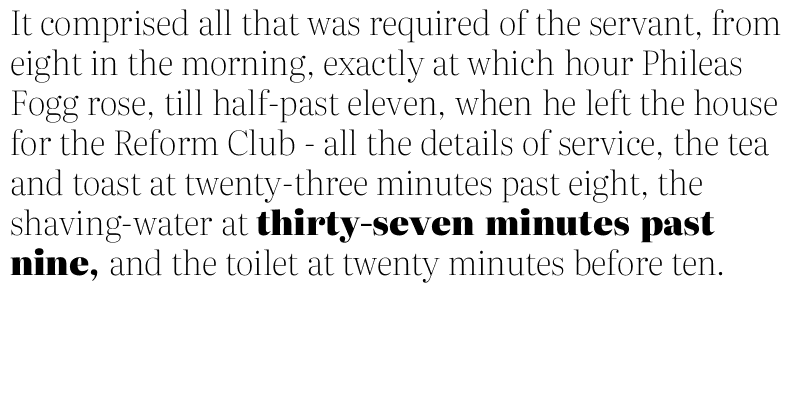 It comprised all that was required of the servant, from
eight in the morning, exactly at which hour Phileas
Fogg rose, till half-past eleven, when he left the house
for the Reform Club - all the details of service, the tea
and toast at twenty-three minutes past eight, the
shaving-water at thirty-seven minutes past
nine, and the toilet at twenty minutes before ten.